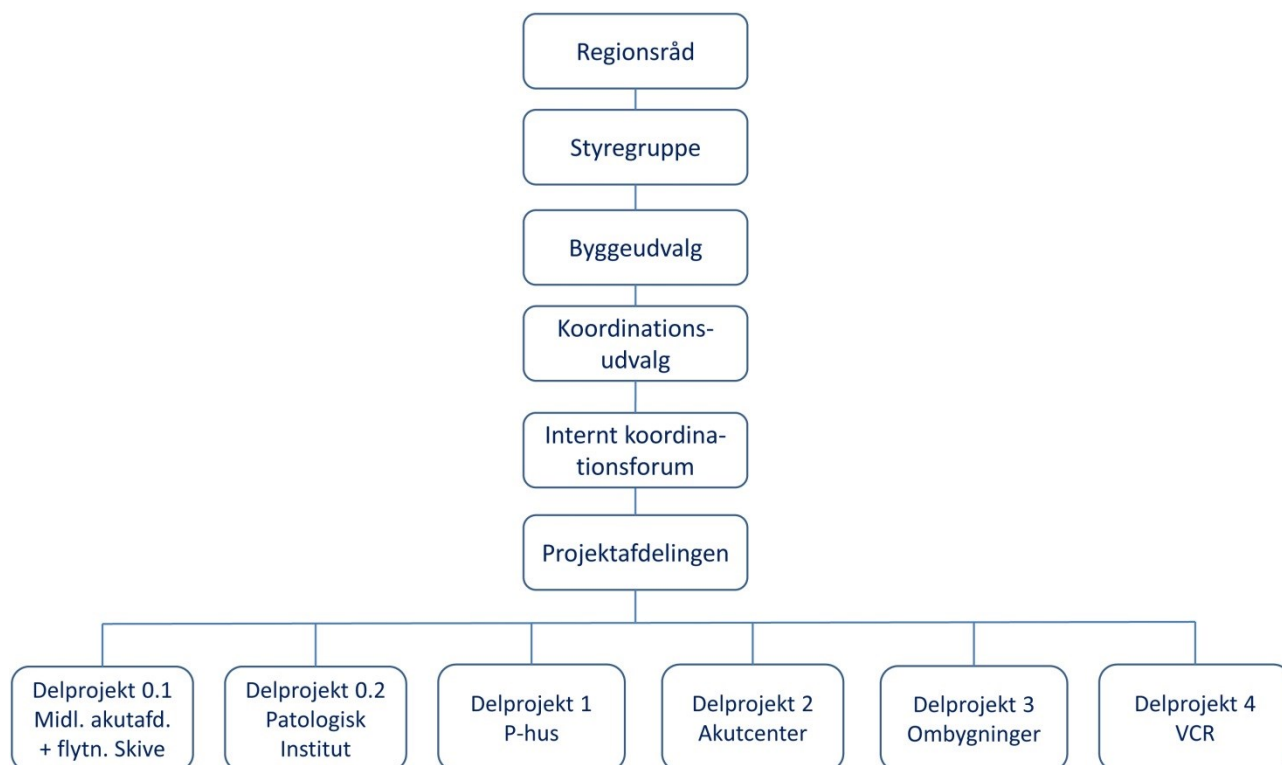 Regionsråd
Styregruppe
Byggeudvalg
Koordinations-
udvalg
Internt koordina-
tionsforum
Projektafdelingen
Delprojekt 0.1
Midl. akutafd.
+ flytn. Skive
Delprojekt 0.2
Patologisk
Institut
Delprojekt 1
P-hus
Delprojekt 2
Akutcenter
Delprojekt 3
Ombygninger
Delprojekt 4
VCR